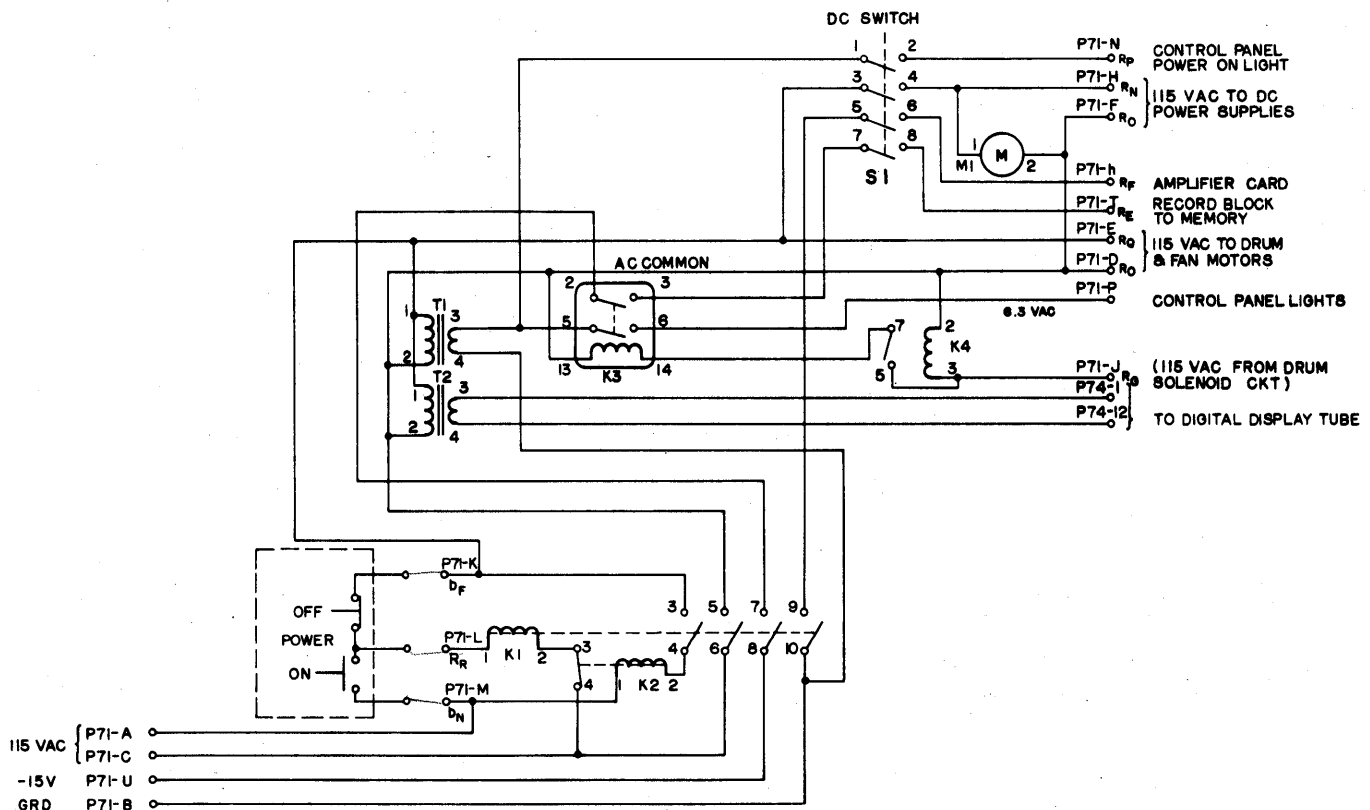 DC SWITCH
1 2 P71-N RP CONTROL PANEL
POWER ON LIGHT
3 4 P71-H RN 115 VAC TO DC
POWER SUPPLIES
5 6 P71-F RO
7 8
S1
1 M 2
M1
P71-h RF AMPLIFIER CARD
P71-T RE RECORD BLOCK
TO MEMORY
P71-E RQ 115 VAC TO DRUM
& FAN MOTORS
P71-D RO
AC COMMON
2 3
P71-P CONTROL PANEL LIGHTS
6.3 VAC
1 T1 3
5 6
2 4
13 K3 14
7 2 K4
5 3
P71-J RG (115 VAC FROM DRUM
SOLENOID CKT)
T2
1 3
2 4
P74-1
P74-12 TO DIGITAL DISPLAY TUBE
P71-K
DF
OFF
POWER
ON
P71-L
RR
1 K1 2
3
4
P71-M
DN
1 K2 2
3 5 7 9
4 6 8 10
115 VAC P71-A
P71-C
-15V P71-U
GRD P71-B